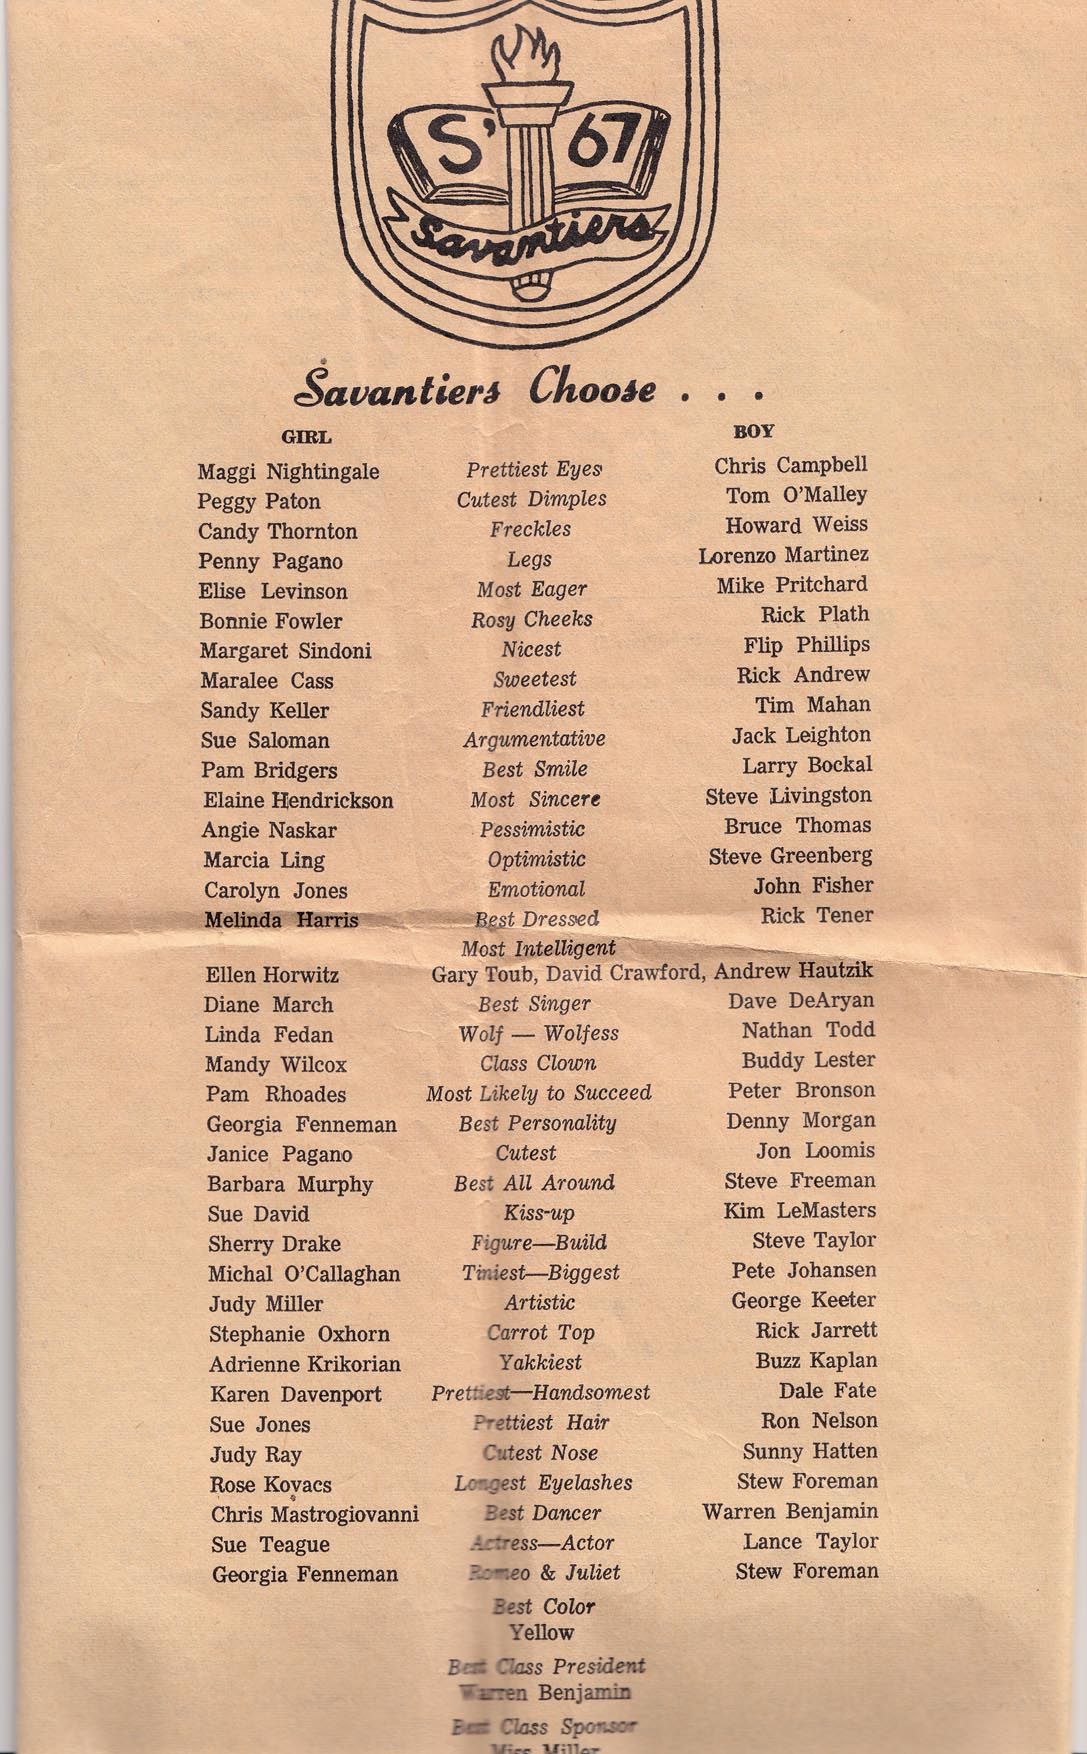 S' 67
Savantiers
Savantiers Choose . . .
GIRL BOY
Maggi Nightingale Prettiest Eyes Chris Campbell
Peggy Paton Cutest Dimples Tom O'Malley
Candy Thornton Freckles Howard Weiss
Penny Pagano Legs Lorenzo Martinez
Elise Levinson Most Eager Mike Pritchard
Bonnie Fowler Rosy Cheeks Rick Plath
Margaret Sindoni Nicest Flip Phillips
Maralee Cass Sweetest Rick Andrew
Sandy Keller Friendliest Tim Mahan
Sue Saloman Argumentative Jack Leighton
Pam Bridgers Best Smile Larry Bockal
Elaine Hendrickson Most Sincere Steve Livingston
Angie Naskar Pessimistic Bruce Thomas
Marcia Ling Optimistic Steve Greenberg
Carolyn Jones Emotional John Fisher
Melinda Harris Best Dressed Rick Tener
Most Intelligent
Ellen Horwitz Gary Toub, David Crawford, Andrew Hautzik
Diane March Best Singer Dave DeAryan
Linda Fedan Wolf — Wolfess Nathan Todd
Mandy Wilcox Class Clown Buddy Lester
Pam Rhoades Most Likely to Succeed Peter Bronson
Georgia Fenneman Best Personality Denny Morgan
Janice Pagano Cutest Jon Loomis
Barbara Murphy Best All Around Steve Freeman
Sue David Kiss-up Kim LeMasters
Sherry Drake Figure—Build Steve Taylor
Michal O'Callaghan Tiniest—Biggest Pete Johansen
Judy Miller Artistic George Keeter
Stephanie Oxhorn Carrot Top Rick Jarrett
Adrienne Krikorian Yakkiest Buzz Kaplan
Karen Davenport Prettiest—Handsomest Dale Fate
Sue Jones Prettiest Hair Ron Nelson
Judy Ray Cutest Nose Sunny Hatten
Rose Kovacs Longest Eyelashes Stew Foreman
Chris Mastrogiovanni Best Dancer Warren Benjamin
Sue Teague Actress—Actor Lance Taylor
Georgia Fenneman Romeo & Juliet Stew Foreman
Best Color
Yellow
Best Class President
Warren Benjamin
Best Class Sponsor
Miss Miller